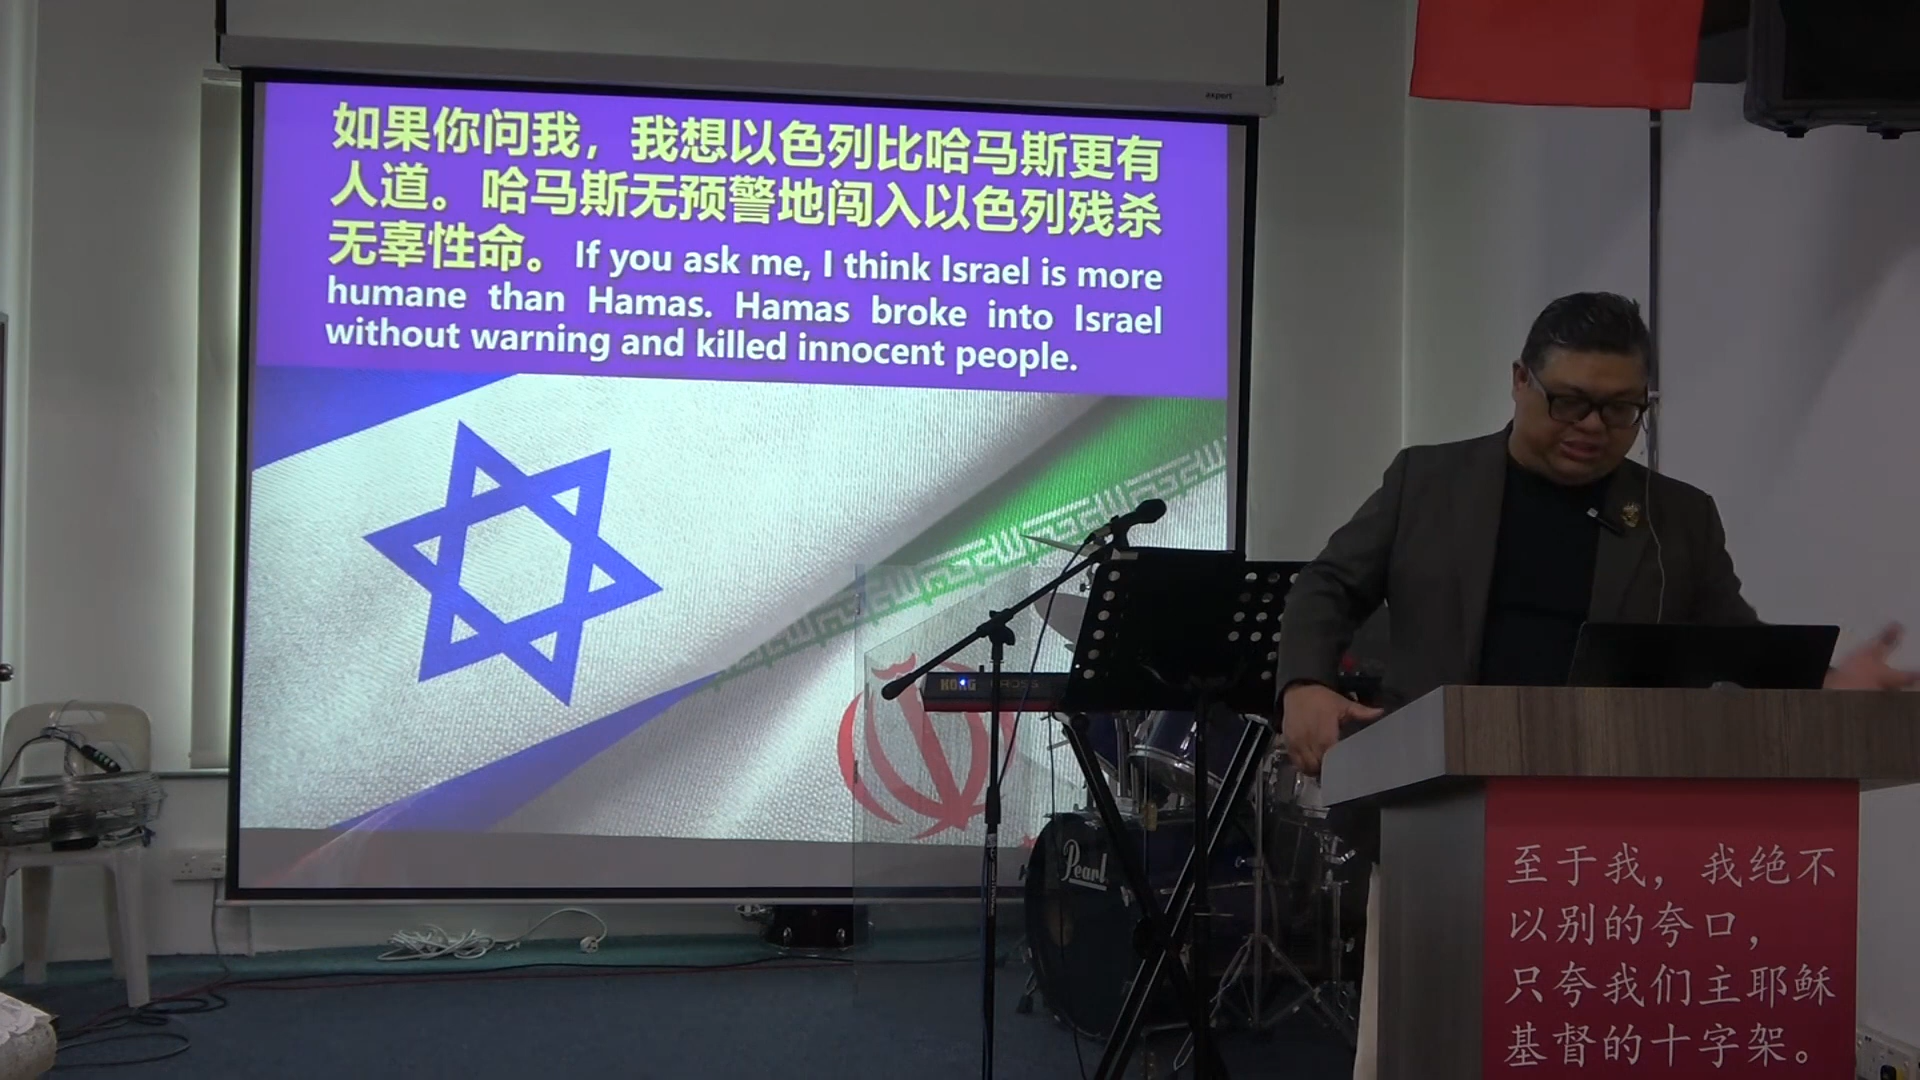 expert
如果你问我，我想以色列比哈马斯更有
人道。哈马斯无预警地闯入以色列残杀
无辜性命。If you ask me, I think Israel is more
humane than Hamas. Hamas broke into Israel
without warning and killed innocent people.
KORG KROSS
Pearl
至于我，我绝不
以别的夸口，
只夸我们主耶稣
基督的十字架。